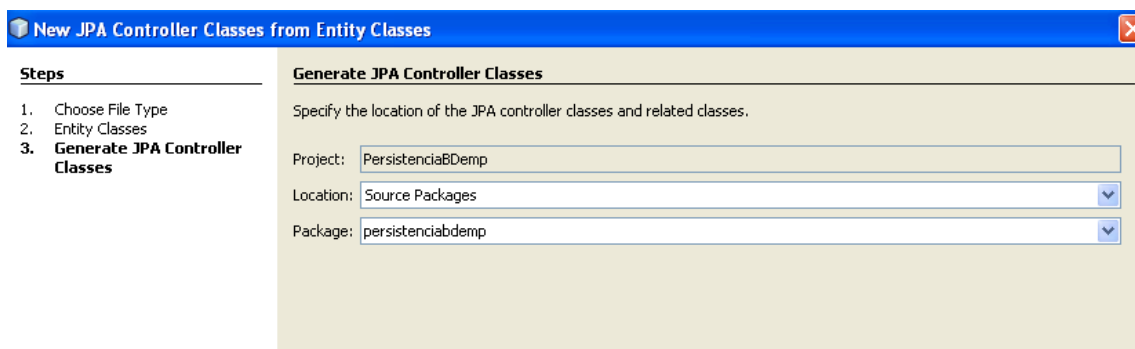 New JPA Controller Classes from Entity Classes
Steps
1. Choose File Type
2. Entity Classes
3. Generate JPA Controller
Classes
Generate JPA Controller Classes
Specify the location of the JPA controller classes and related classes.
Project: PersistenciaBDemp
Location: Source Packages
Package: persistenciabdemp